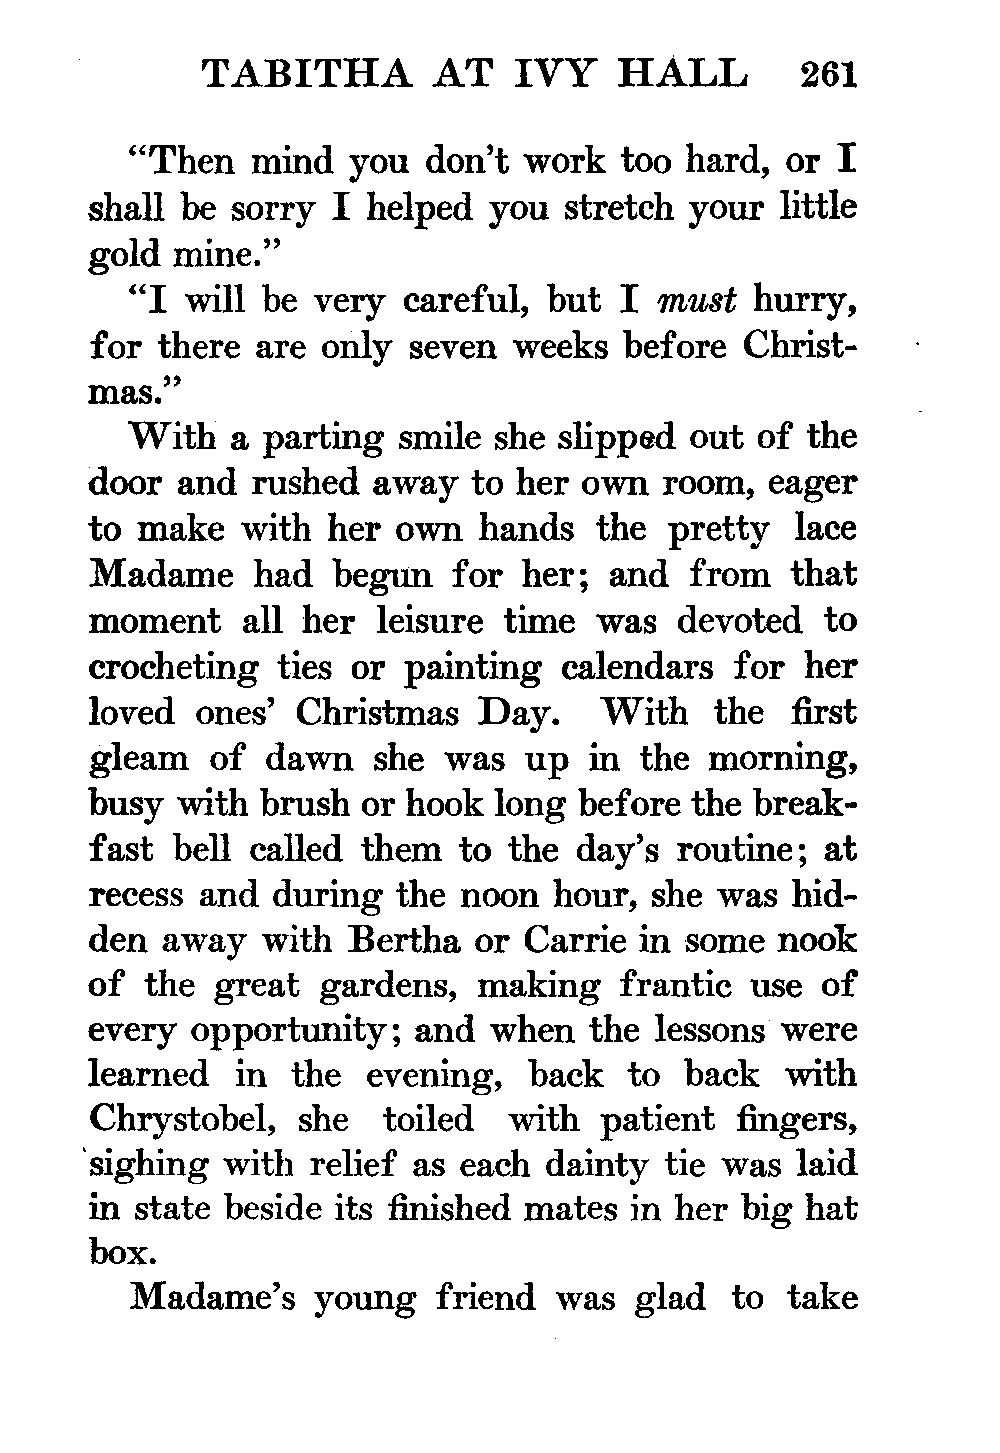 TABITHA AT IVY HALL 261
“Then mind you don’t work too hard, or I
shall be sorry I helped you stretch your little
gold mine.”
“I will be very careful, but I must hurry,
for there are only seven weeks before Christ-
mas.”
With a parting smile she slipped out of the
door and rushed away to her own room, eager
to make with her own hands the pretty lace
Madame had begun for her; and from that
moment all her leisure time was devoted to
crocheting ties or painting calendars for her
loved ones’ Christmas Day. With the first
gleam of dawn she was up in the morning,
busy with brush or hook long before the break-
fast bell called them to the day’s routine; at
recess and during the noon hour, she was hid-
den away with Bertha or Carrie in some nook
of the great gardens, making frantic use of
every opportunity; and when the lessons were
learned in the evening, back to back with
Chrystobel, she toiled with patient fingers,
sighing with relief as each dainty tie was laid
in state beside its finished mates in her big hat
box.
Madame’s young friend was glad to take